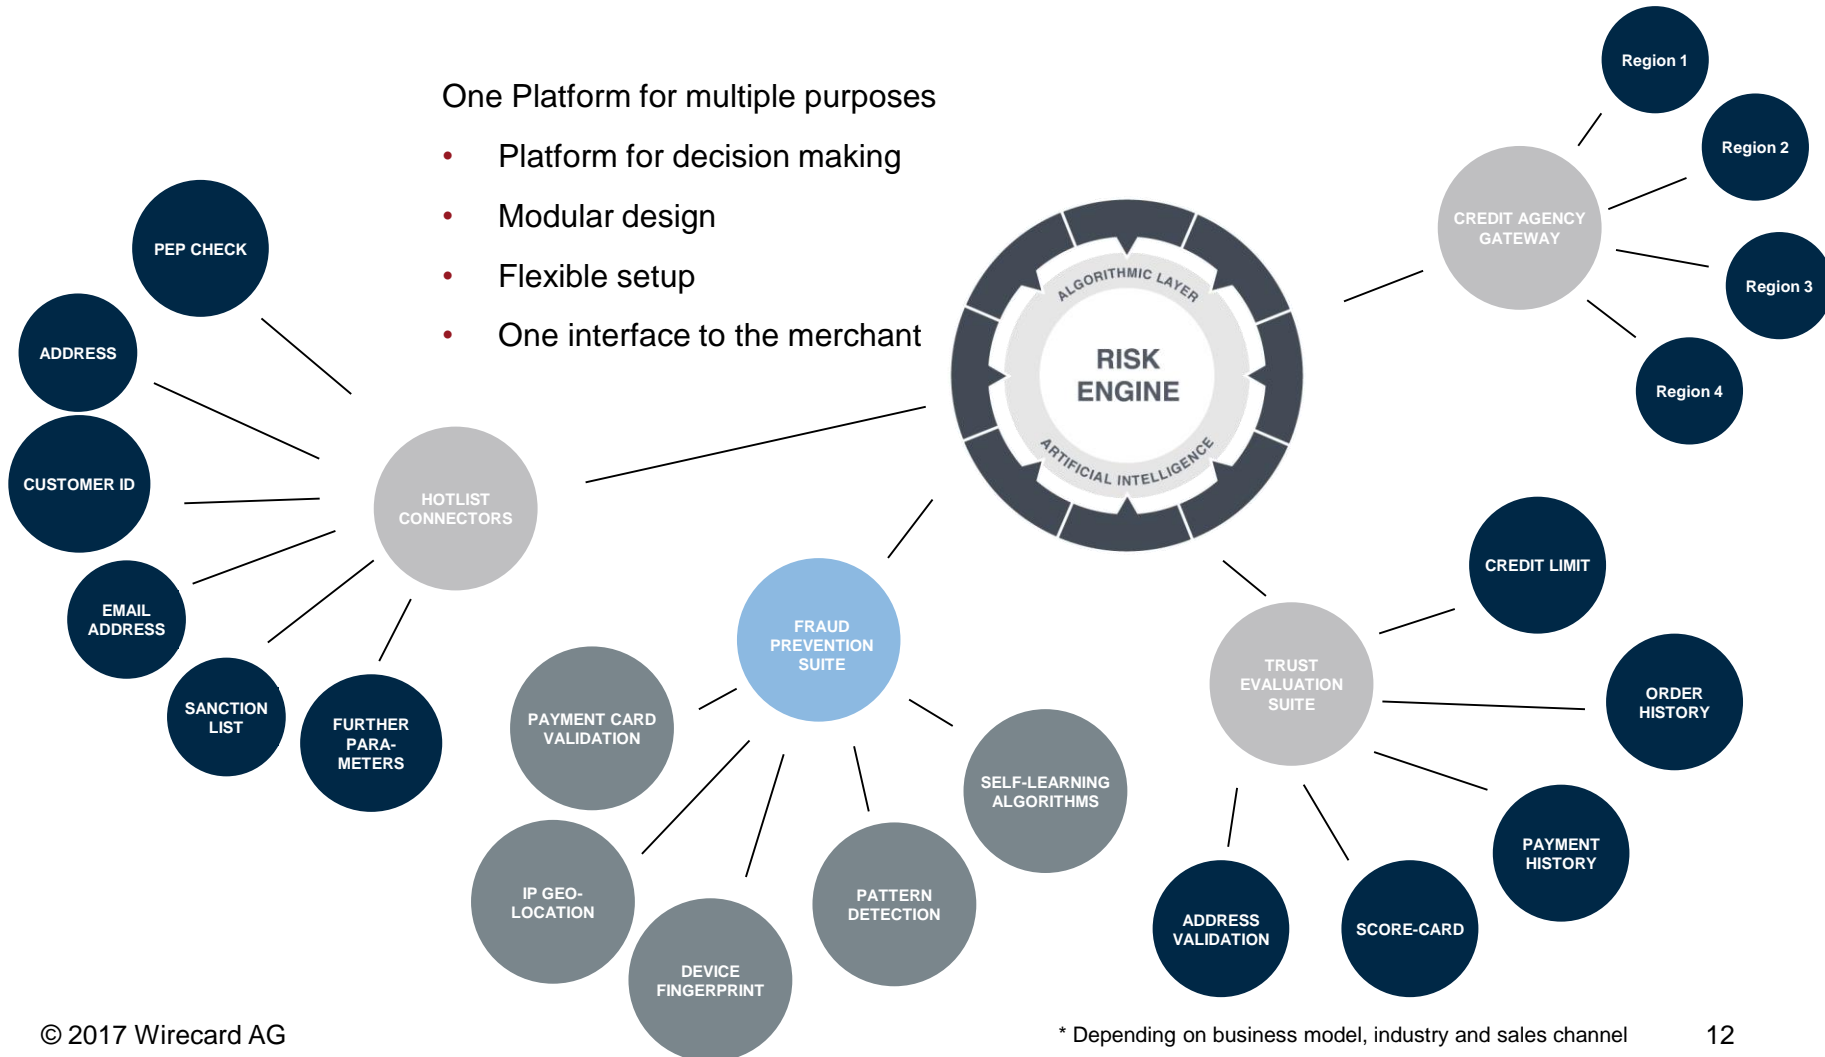 One Platform for multiple purposes
• Platform for decision making
• Modular design
• Flexible setup
• One interface to the merchant
PEP CHECK
ADDRESS
CUSTOMER ID
EMAIL
ADDRESS
SANCTION
LIST
FURTHER
PARA-
METERS
HOTLIST
CONNECTORS
ALGORITHMIC LAYER
RISK
ENGINE
ARTIFICIAL INTELLIGENCE
CREDIT AGENCY
GATEWAY
Region 1
Region 2
Region 3
Region 4
FRAUD
PREVENTION
SUITE
PAYMENT CARD
VALIDATION
IP GEO-
LOCATION
DEVICE
FINGERPRINT
PATTERN
DETECTION
SELF-LEARNING
ALGORITHMS
TRUST
EVALUATION
SUITE
CREDIT LIMIT
ORDER
HISTORY
PAYMENT
HISTORY
SCORE-CARD
ADDRESS
VALIDATION
© 2017 Wirecard AG
* Depending on business model, industry and sales channel
12